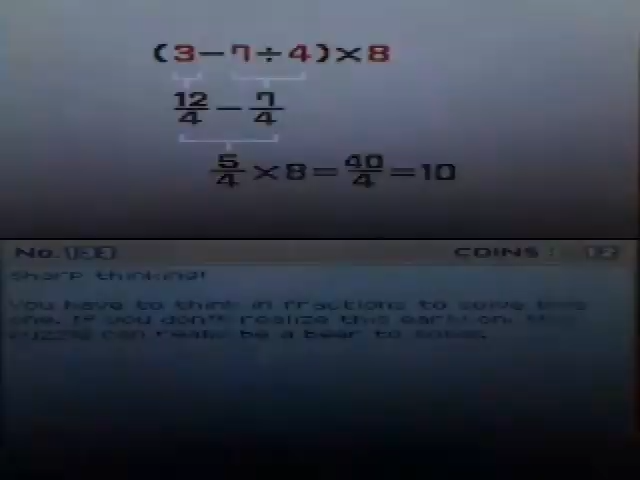 (3−7÷4)×8
12/4 − 7/4
5/4 ×8= 40/4 =10
No.
COINS:
Sharp thinking!
You have to think in fractions to solve this
one. If you don't realize this early on, this
puzzle can really be a bear to solve.